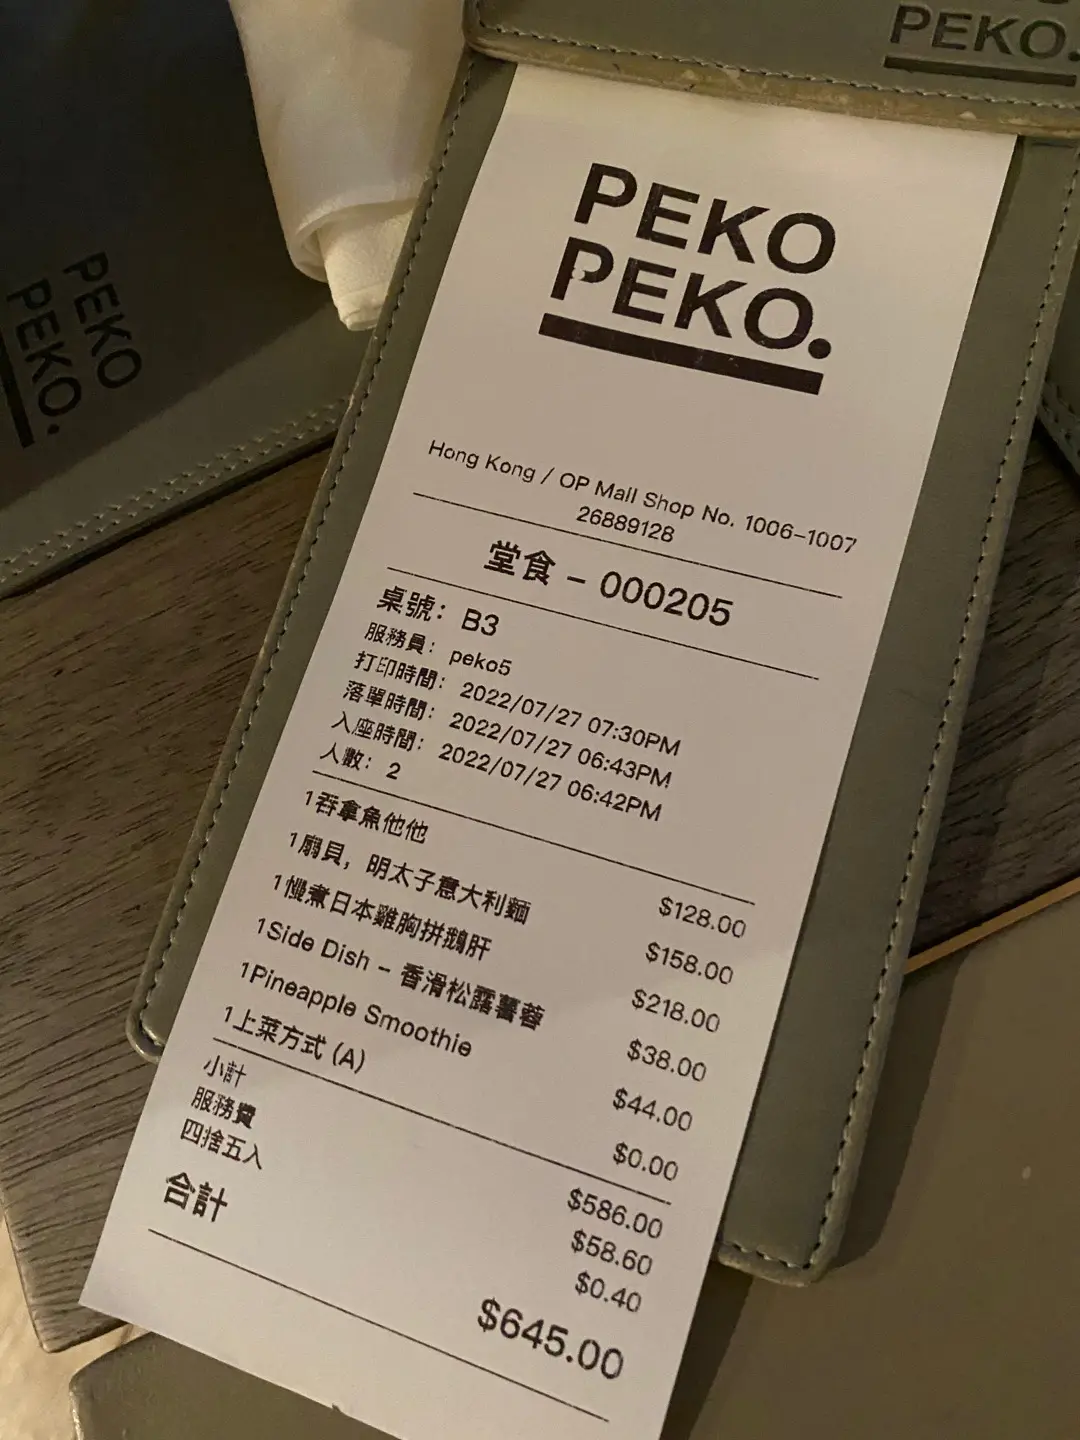 PEKO.
PEKO
PEKO.
PEKO
PEKO.
Hong Kong / OP Mall Shop No. 1006-1007
26889128
堂食 - 000205
桌號: B3
服務員: peko5
打印時間: 2022/07/27 07:30PM
落單時間: 2022/07/27 06:43PM
入座時間: 2022/07/27 06:42PM
人數: 2
1吞拿魚他他 $128.00
1扇貝, 明太子意大利麵 $158.00
1慢煮日本雞胸拼鵝肝 $218.00
1Side Dish - 香滑松露薯蓉 $38.00
1Pineapple Smoothie $44.00
1上菜方式 (A) $0.00
小計 $586.00
服務費 $58.60
四捨五入 $0.40
合計 $645.00